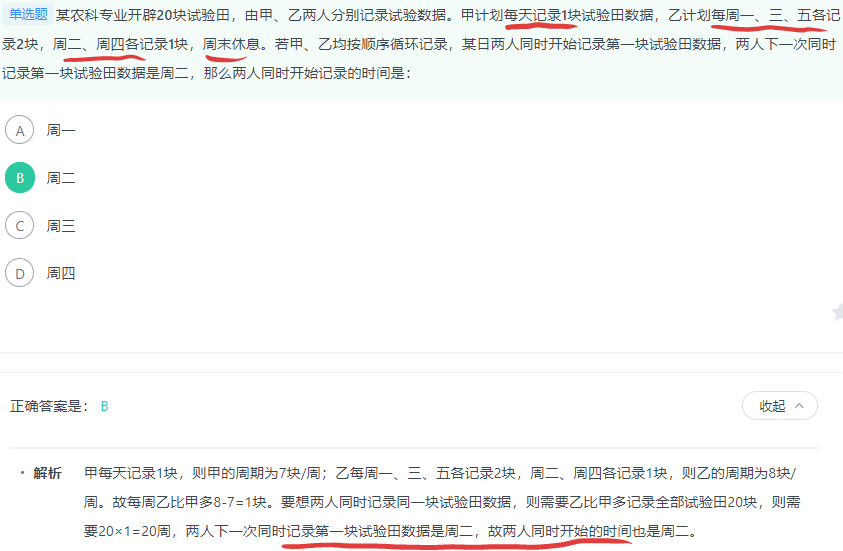 单选题 某农科专业开辟20块试验田，由甲、乙两人分别记录试验数据。甲计划每天记录1块试验田数据，乙计划每周一、三、五各记
录2块，周二、周四各记录1块，周末休息。若甲、乙均按顺序循环记录，某日两人同时开始记录第一块试验田数据，两人下一次同时
记录第一块试验田数据是周二，那么两人同时开始记录的时间是：
A 周一
B 周二
C 周三
D 周四
正确答案是： B
收起
• 解析 甲每天记录1块，则甲的周期为7块/周；乙每周一、三、五各记录2块，周二、周四各记录1块，则乙的周期为8块/
周。故每周乙比甲多8-7=1块。要想两人同时记录同一块试验田数据，则需要乙比甲多记录全部试验田20块，则需
要20×1=20周，两人下一次同时记录第一块试验田数据是周二，故两人同时开始的时间也是周二。